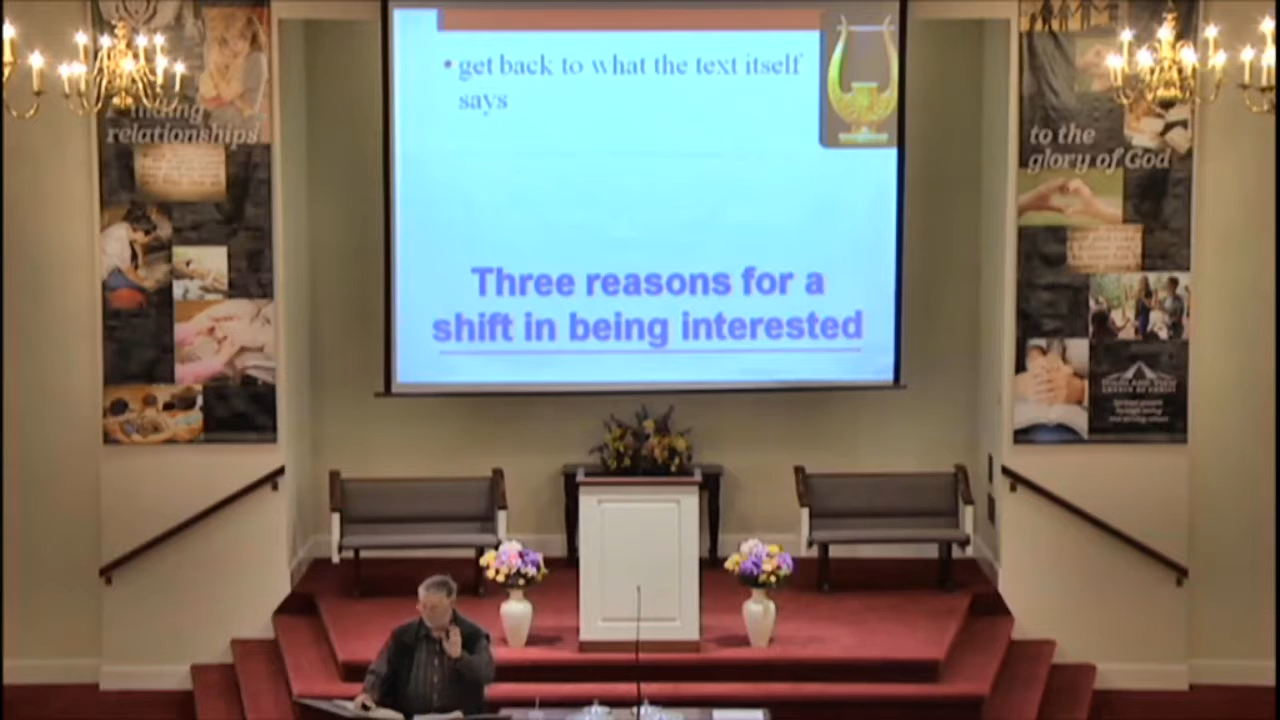 • get back to what the text itself
says
Three reasons for a
shift in being interested
relationships
to the
glory of God